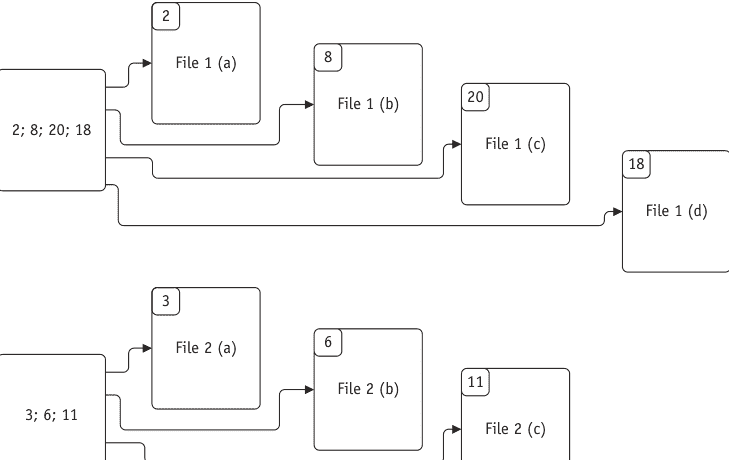 2
File 1 (a)
8
File 1 (b)
2; 8; 20; 18
20
File 1 (c)
18
File 1 (d)
3
File 2 (a)
6
File 2 (b)
3; 6; 11
11
File 2 (c)